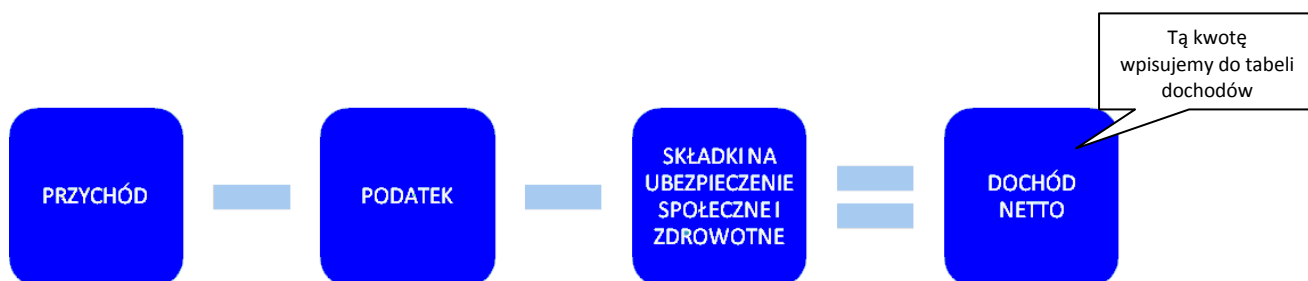 Tą kwotę
wpisujemy do tabeli
dochodów
PRZYCHÓD
PODATEK
SKŁADKI NA
UBEZPIECZENIE
SPOŁECZNE I
ZDROWOTNE
DOCHÓD
NETTO